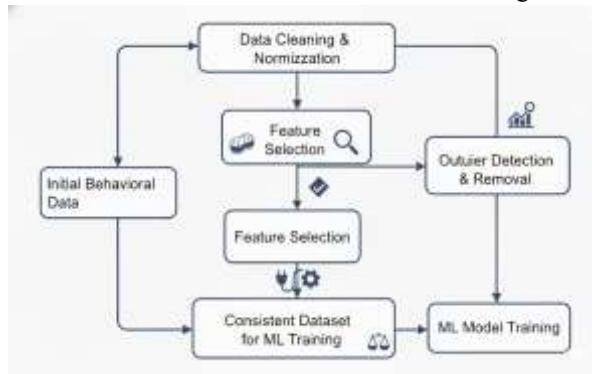 Data Cleaning &
Normizzation
Feature
Selection
Outuier Detection
& Removal
Initial Behavioral
Data
Feature Selection
Consistent Dataset
for ML Training
ML Model Training